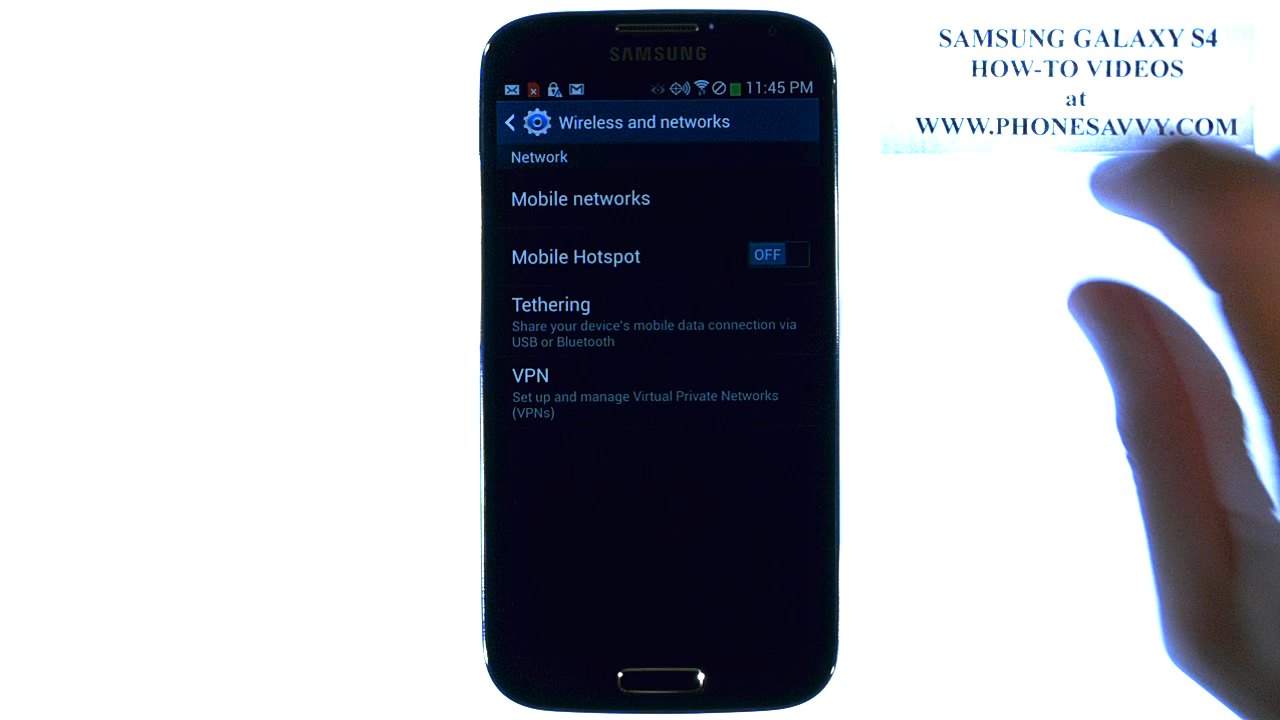 SAMSUNG GALAXY S4
HOW-TO VIDEOS
at
WWW.PHONESAVVY.COM
SAMSUNG
11:45 PM
Wireless and networks
Network
Mobile networks
Mobile Hotspot
OFF
Tethering
Share your device's mobile data connection via
USB or Bluetooth
VPN
Set up and manage Virtual Private Networks
(VPNs)